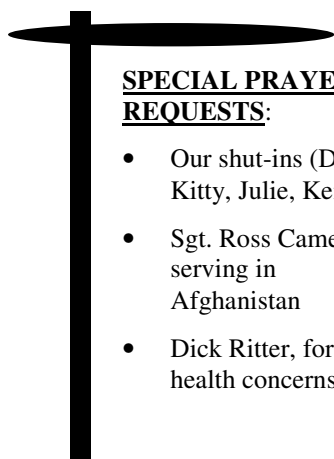 SPECIAL PRAYE
REQUESTS:
• Our shut-ins (D
Kitty, Julie, Ke
• Sgt. Ross Came
serving in
Afghanistan
• Dick Ritter, for
health concerns